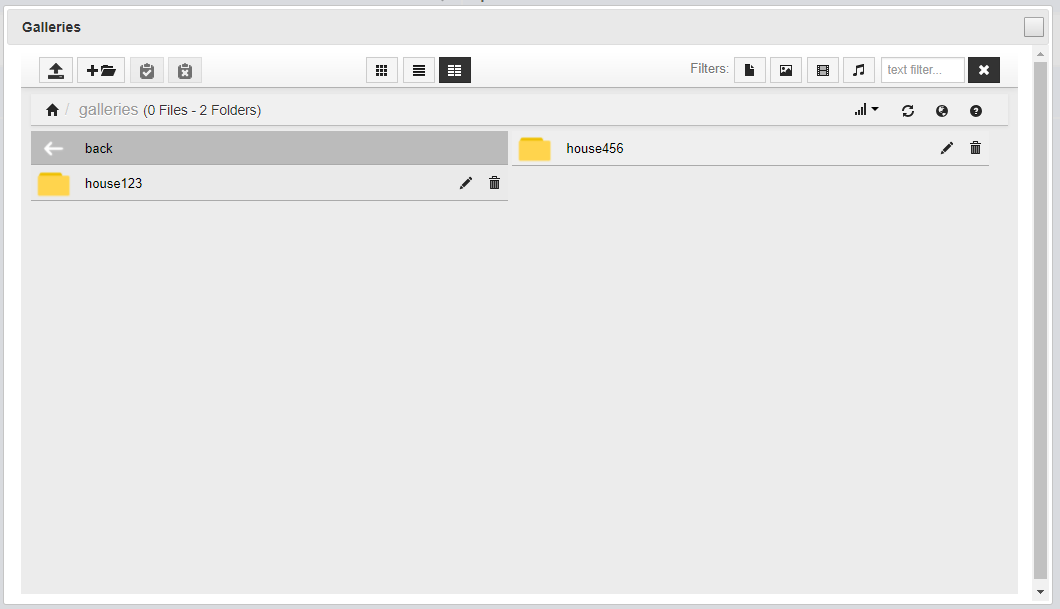 Galleries
Filters:
text filter...
galleries (0 Files - 2 Folders)
back
house456
house123